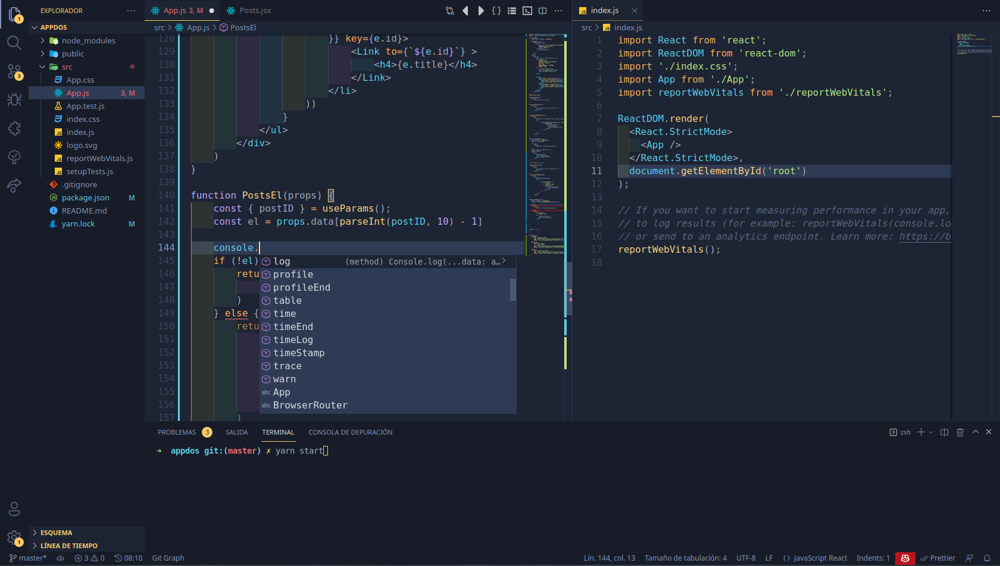 EXPLORADOR
App.js 3, M
Posts.jsx
index.js
APPDOS
src > App.js > PostsEl
src > index.js
node_modules
public
src
App.css
App.js 3, M
App.test.js
index.css
index.js
logo.svg
reportWebVitals.js
setupTests.js
.gitignore
package.json M
README.md
yarn.lock M
128 }} key={e.id}>
129 <Link to={`${e.id}`} >
130 <h4>{e.title}</h4>
131 </Link>
132 </li>
133 ))
134 }
135 </ul>
136 </div>
137 )
138 }
139
140 function PostsEl(props) {
141 const { postID } = useParams();
142 const el = props.data[parseInt(postID, 10) - 1]
143
144 console.
145 if (!el)
146 retu
147
148 )
149 } else {
150 retu
151
152
153
154
155
156
157 )
log (method) Console.log(...data: a…>
profile
profileEnd
table
time
timeEnd
timeLog
timeStamp
trace
warn
abc App
abc BrowserRouter
1 import React from 'react';
2 import ReactDOM from 'react-dom';
3 import './index.css';
4 import App from './App';
5 import reportWebVitals from './reportWebVitals';
6
7 ReactDOM.render(
8 <React.StrictMode>
9 <App />
10 </React.StrictMode>,
11 document.getElementById('root')
12 );
13
14 // If you want to start measuring performance in your app,
15 // to log results (for example: reportWebVitals(console.lo
16 // or send to an analytics endpoint. Learn more: https://b
17 reportWebVitals();
18
PROBLEMAS 3 SALIDA TERMINAL CONSOLA DE DEPURACIÓN
zsh
➜ appdos git:(master) ✗ yarn start
ESQUEMA
LÍNEA DE TIEMPO
master* 3 0 08:10 Git Graph
Lín. 144, col. 13 Tamaño de tabulación: 4 UTF-8 LF {} JavaScript React Indents: 1 Prettier